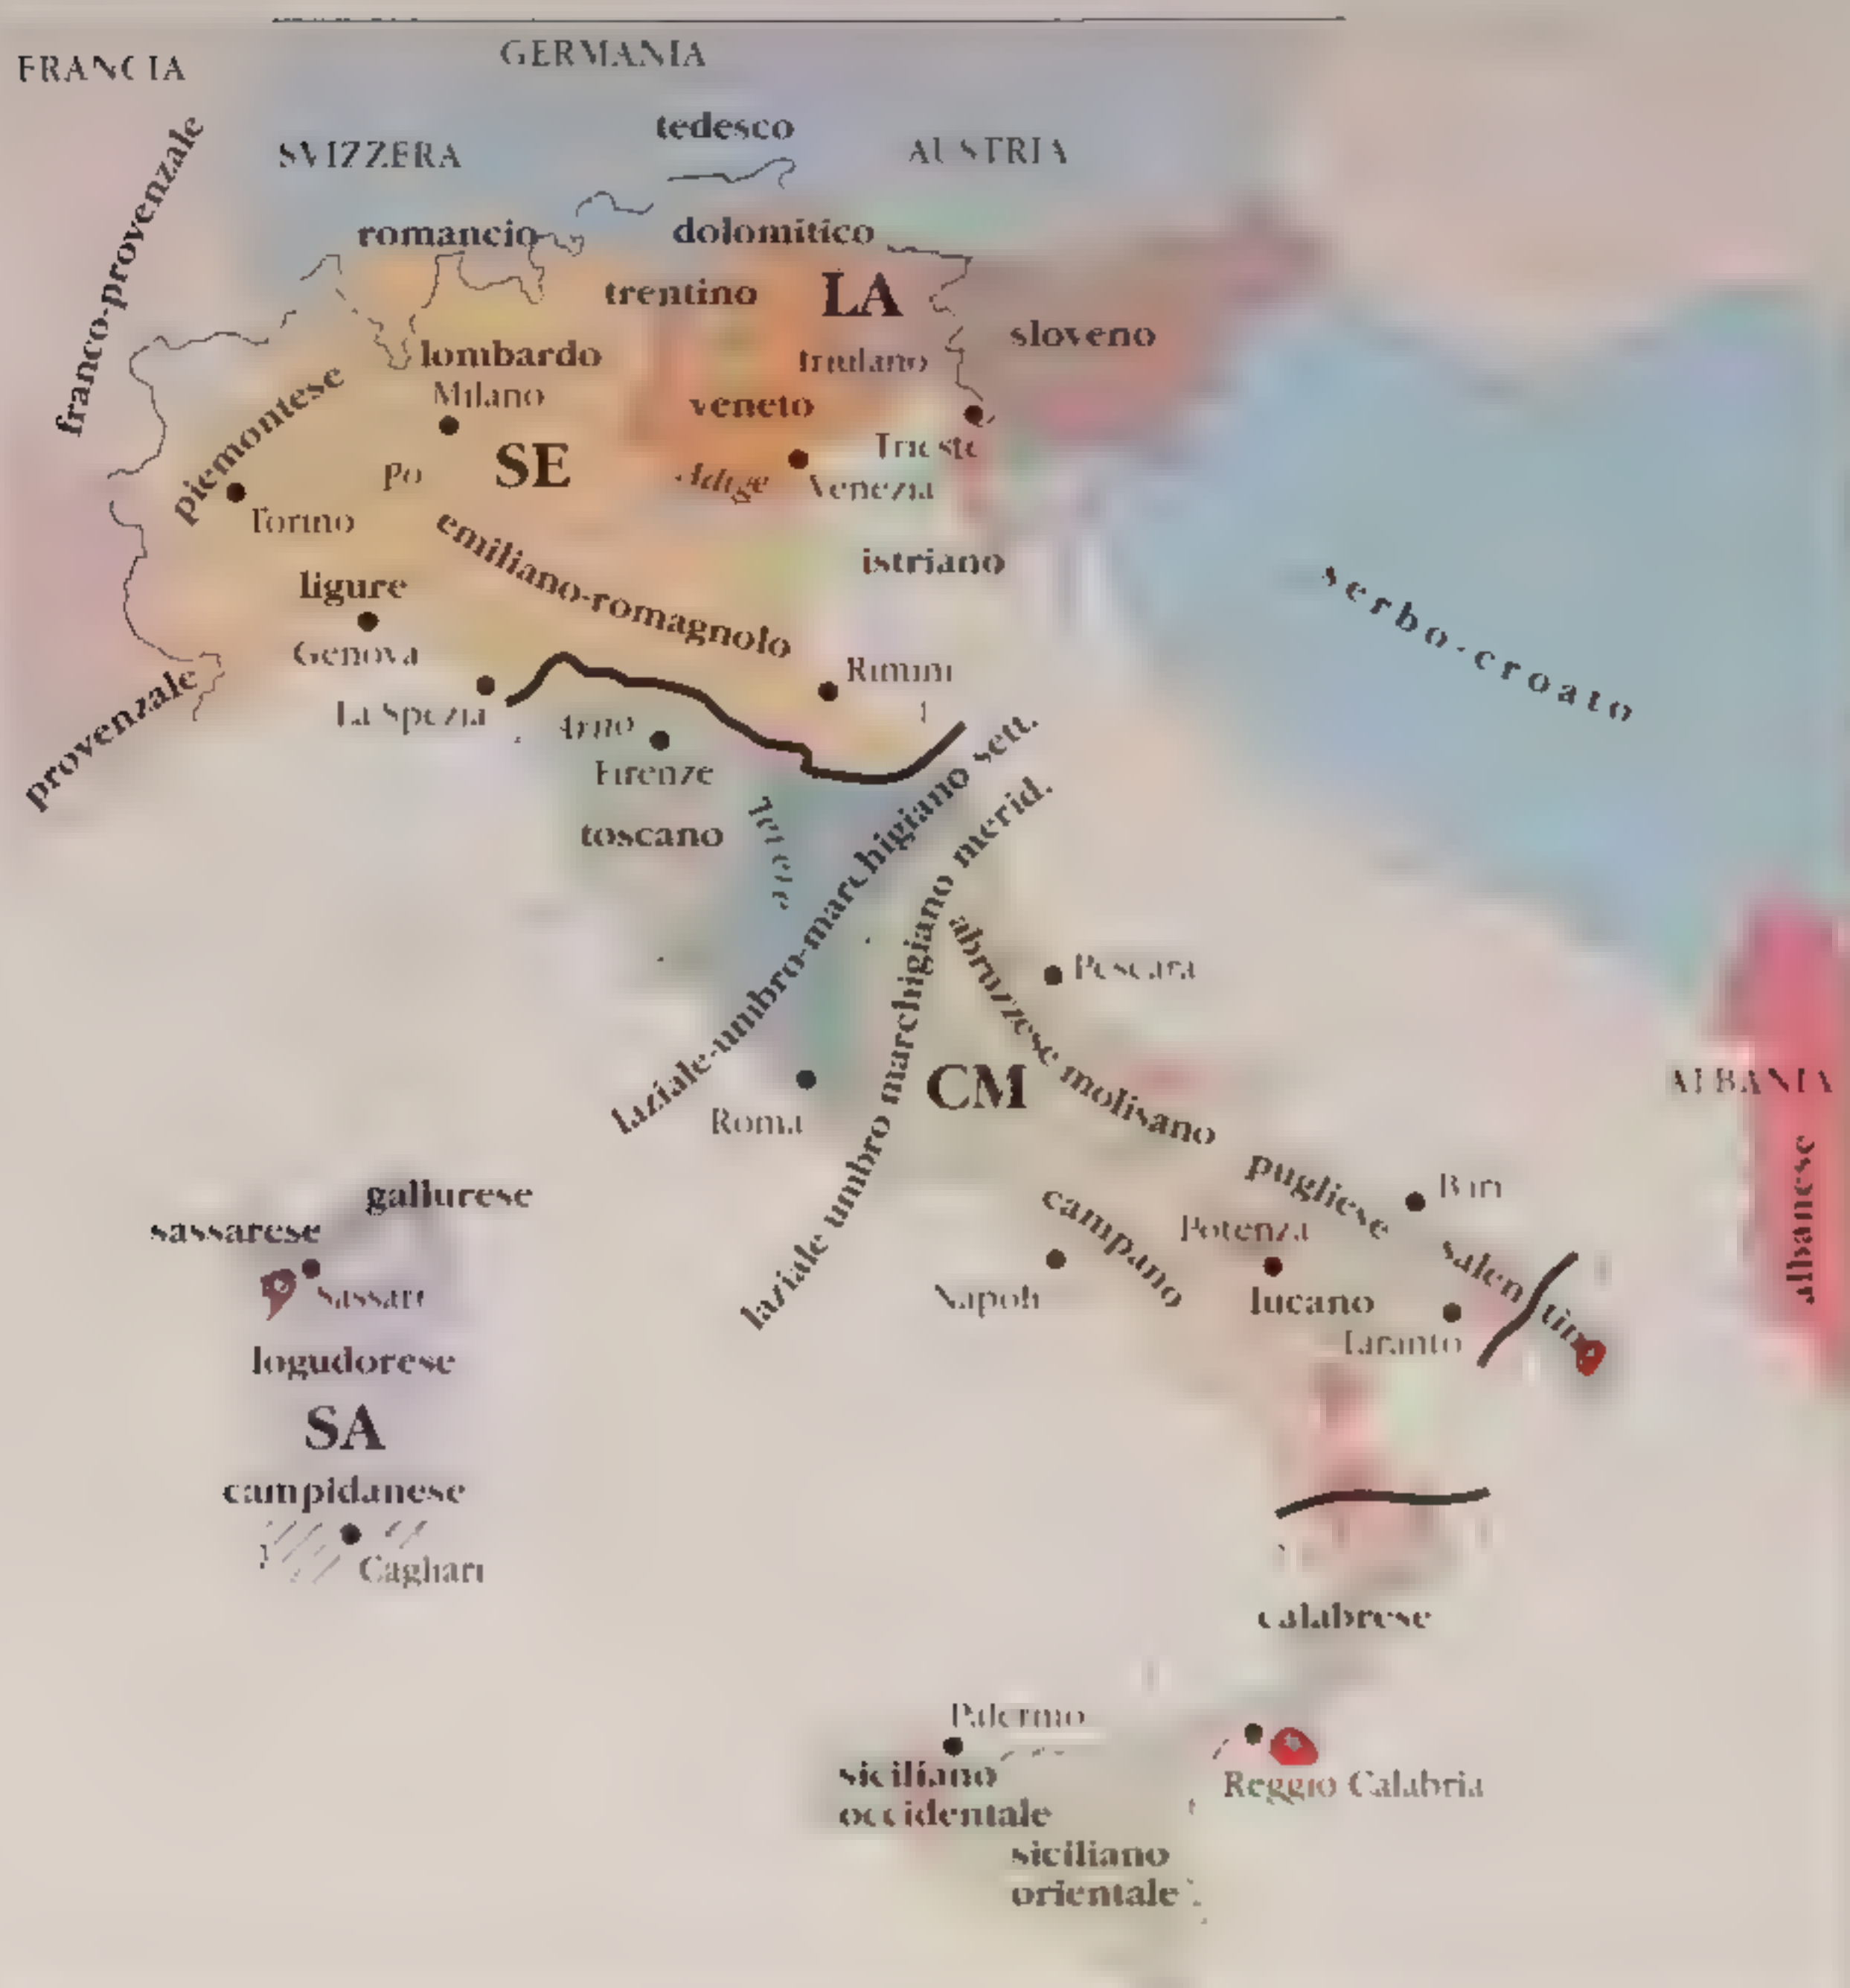 FRANCIA
GERMANIA
SVIZZERA
tedesco
AUSTRIA
franco-provenzale
romancio
dolomitico
trentino
LA
sloveno
lombardo
friulano
Milano
piemontese
veneto
Trieste
Po
SE
Adige
Venezia
Torino
emiliano-romagnolo
istriano
serbo-croato
ligure
Genova
Rimini
provenzale
La Spezia
Arno
Firenze
toscano
Tevere
laziale-umbro-marchigiano sett.
laziale umbro marchigiano merid.
abruzzese molisano
Pescara
CM
Roma
ALBANIA
albanese
gallurese
sassarese
Sassari
logudorese
SA
campidanese
Cagliari
campano
Napoli
pugliese
Bari
Potenza
lucano
salentino
Taranto
calabrese
Palermo
siciliano
occidentale
Reggio Calabria
siciliano
orientale